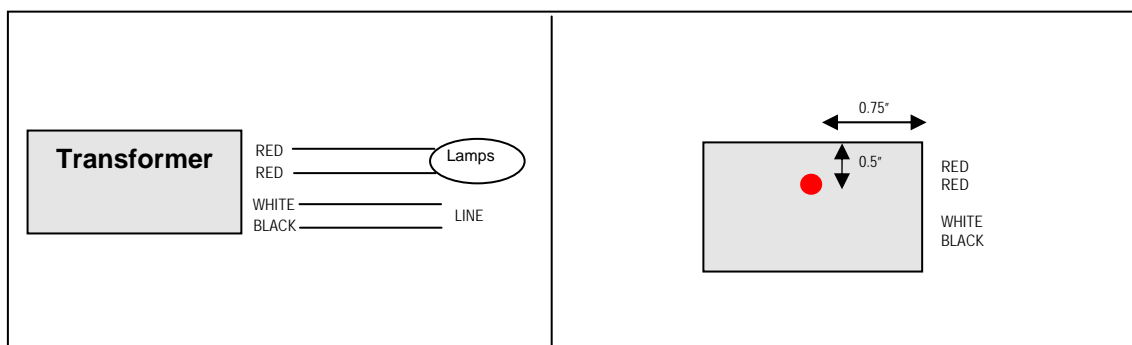 Transformer
RED
RED
WHITE
BLACK
Lamps
LINE
0.75"
0.5"
RED
RED
WHITE
BLACK